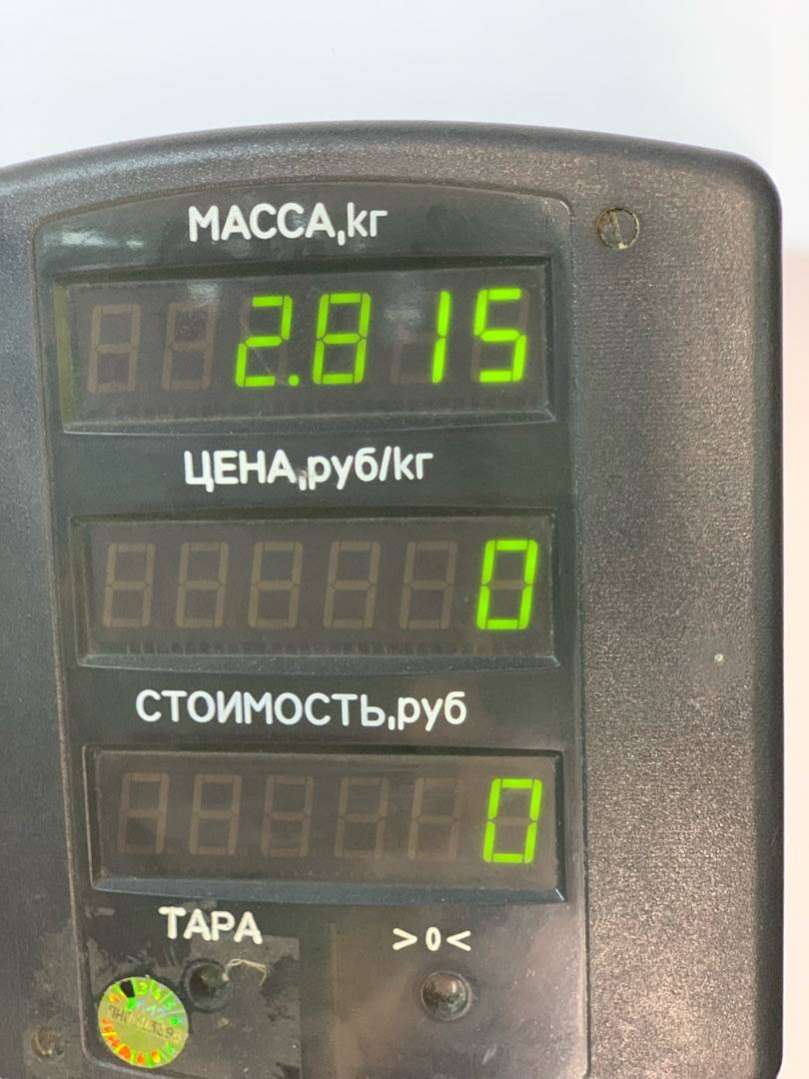 МАССА,кг
2.815
ЦЕНА,руб/кг
0
СТОИМОСТЬ,руб
0
ТАРА >0<